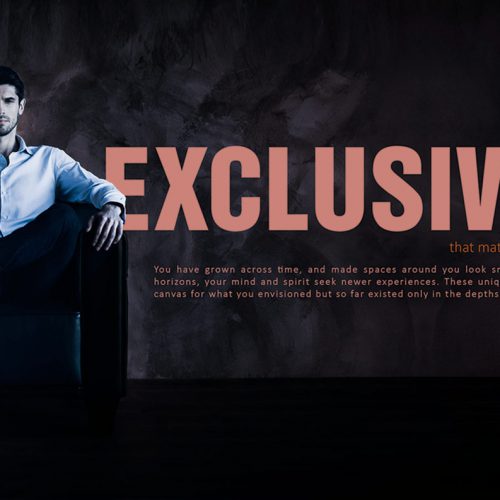 EXCLUSIV
that mat
You have grown across time, and made spaces around you look sm
horizons, your mind and spirit seek newer experiences. These uniq
canvas for what you envisioned but so far existed only in the depths